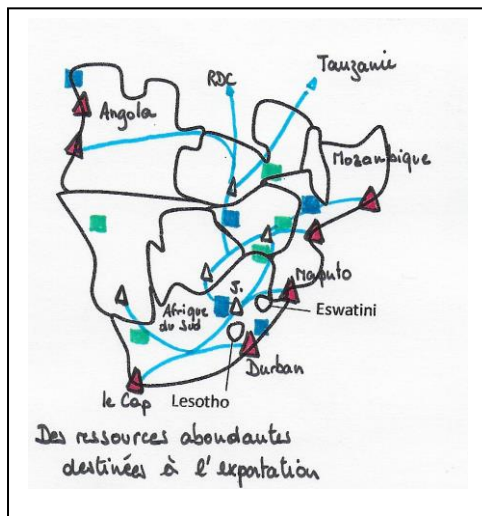 RDC
Tanzanie
Angola
Mozambique
J.
Maputo
Afrique
du Sud
Eswatini
Durban
le Cap
Lesotho
Des ressources abondantes
destinées à l'exportation